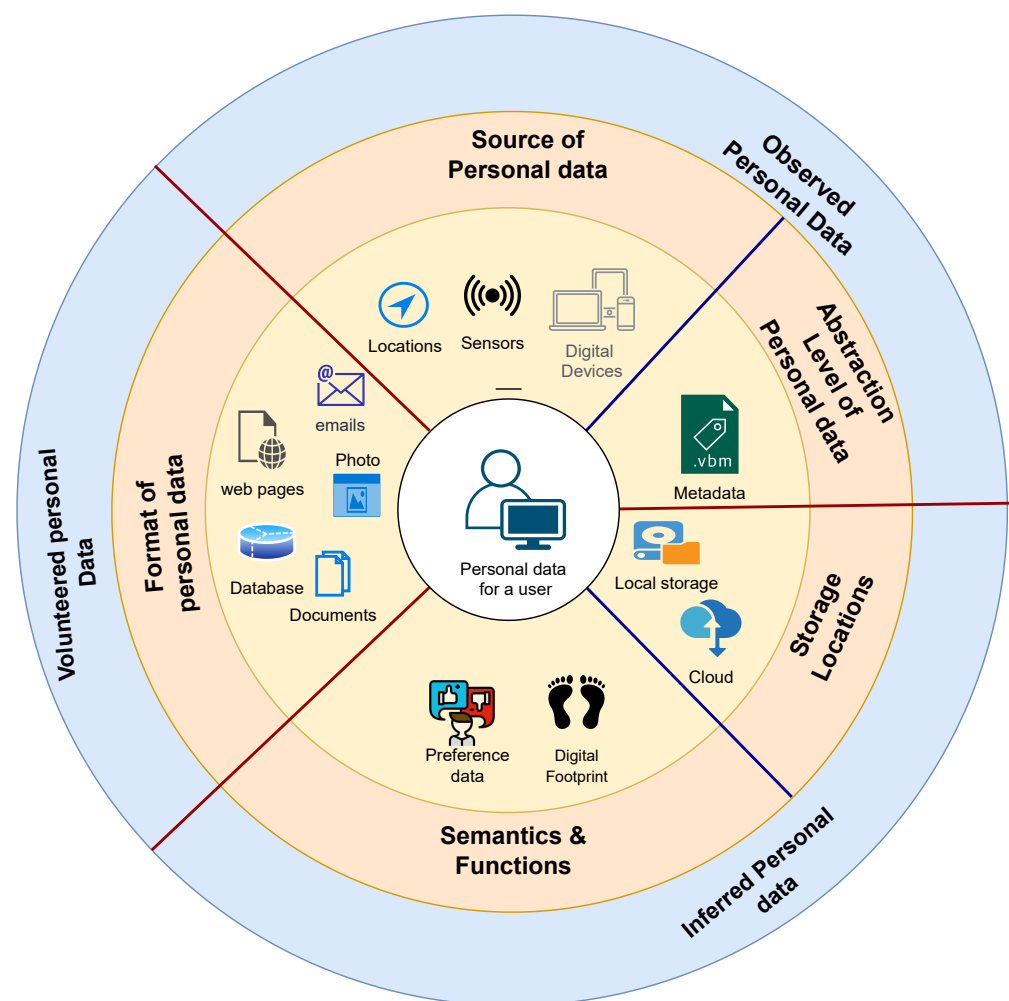 Source of
Personal data
Observed
Personal Data
Abstraction
Level of
Personal data
Locations
Sensors
Digital
Devices
@
emails
web pages
Photo
Database
Documents
Format of
personal data
Volunteered personal
Data
.vbm
Metadata
Personal data
for a user
Local storage
Cloud
Storage
Locations
Preference
data
Digital
Footprint
Semantics &
Functions
Inferred Personal
data